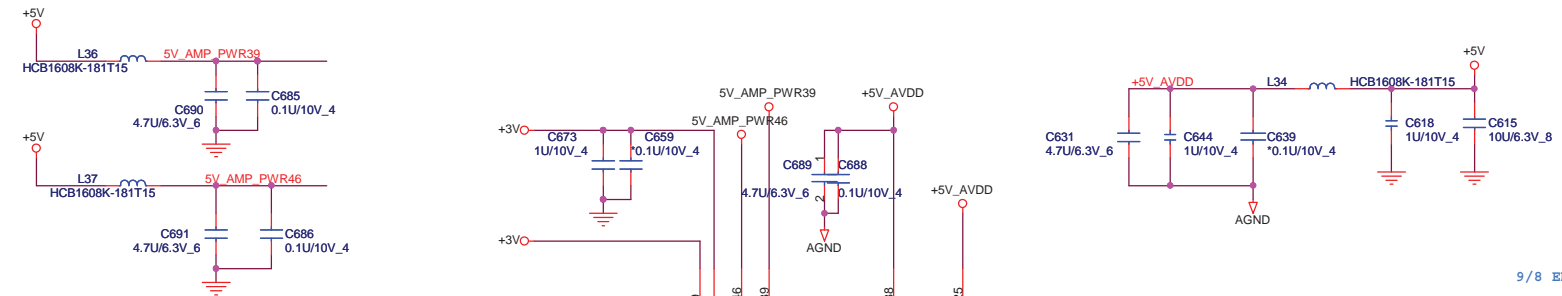 +5V
L36
HCB1608K-181T15
5V_AMP_PWR39
C690
4.7U/6.3V_6
C685
0.1U/10V_4
+5V
L37
HCB1608K-181T15
5V_AMP_PWR46
C691
4.7U/6.3V_6
C686
0.1U/10V_4
+3V
C673
1U/10V_4
C659
*0.1U/10V_4
5V_AMP_PWR39
5V_AMP_PWR46
+5V_AVDD
1
C689
4.7U/6.3V_6
2
C688
0.1U/10V_4
AGND
+5V_AVDD
+3V
+5V_AVDD
L34
HCB1608K-181T15
+5V
C631
4.7U/6.3V_6
C644
1U/10V_4
C639
*0.1U/10V_4
C618
1U/10V_4
C615
10U/6.3V_8
AGND
9/8